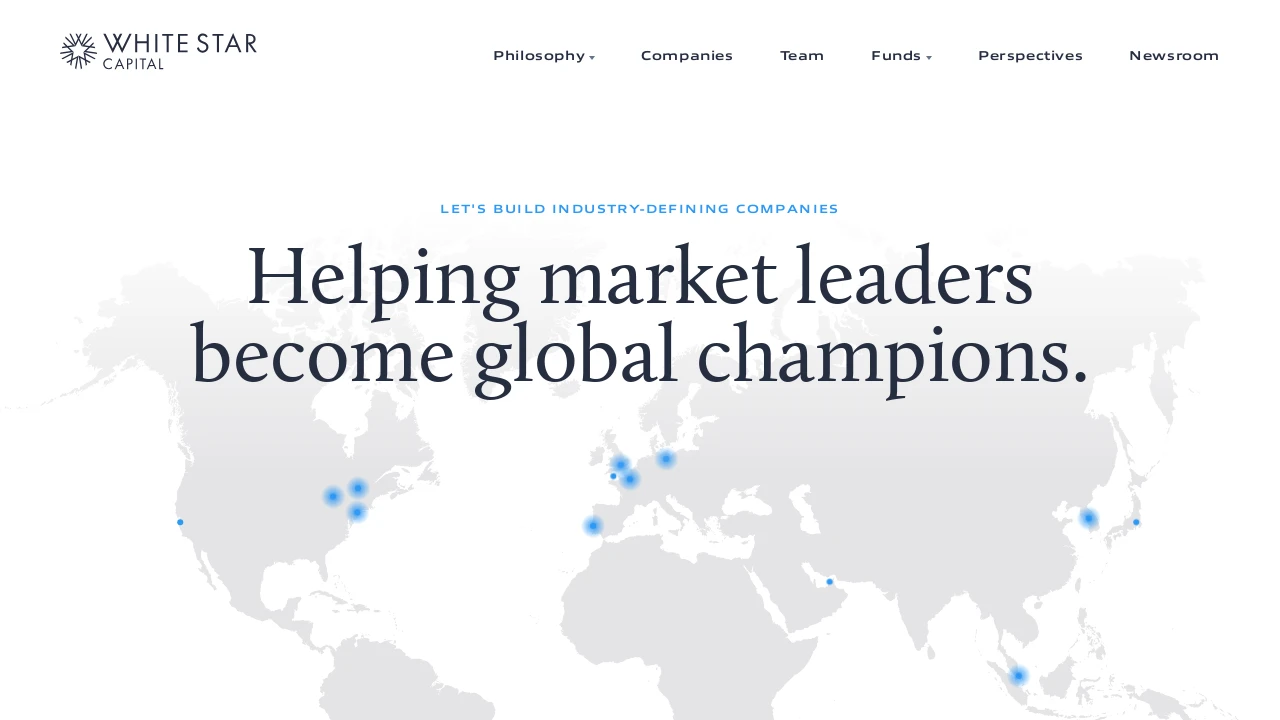 WHITE STAR
CAPITAL
Philosophy
Companies
Team
Funds
Perspectives
Newsroom
LET'S BUILD INDUSTRY-DEFINING COMPANIES
Helping market leaders
become global champions.